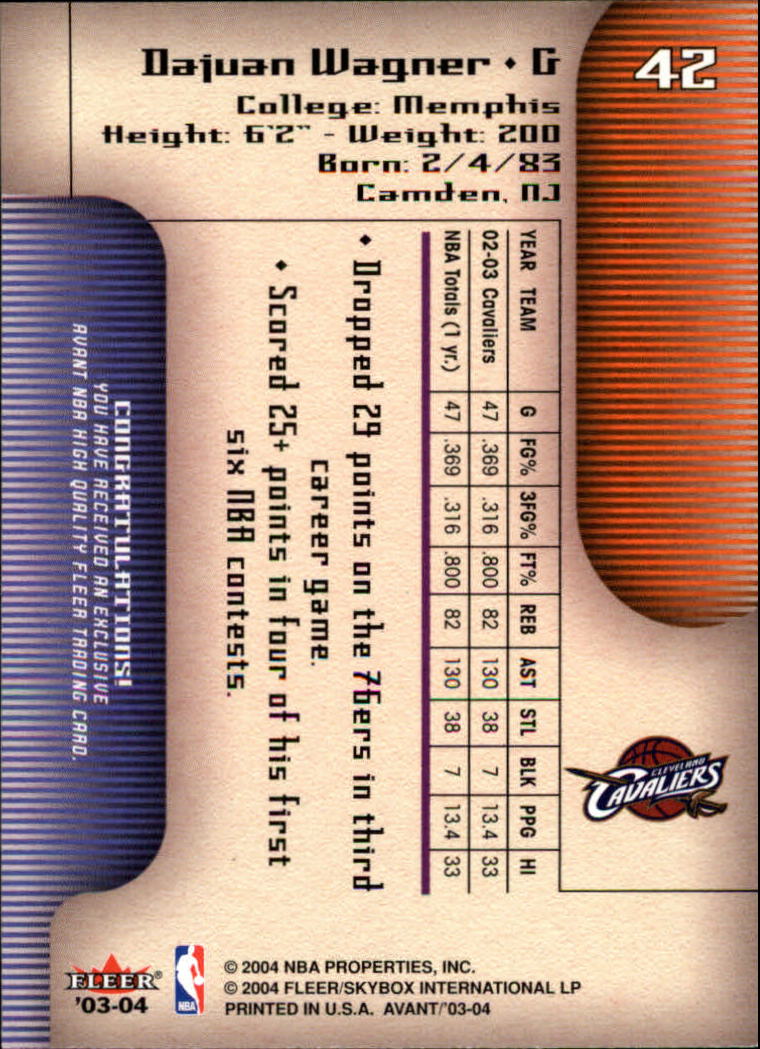 42
Dajuan Wagner • G
College: Memphis
Height: 6'2" - Weight: 200
Born: 2/4/83
Camden, NJ
YEAR TEAM G FG% 3FG% FT% REB AST STL BLK PPG HI
02-03 Cavaliers 47 .369 .316 .800 82 130 38 7 13.4 33
NBA Totals (1 yr.) 47 .369 .316 .800 82 130 38 7 13.4 33
• Dropped 29 points on the 76ers in third
career game.
• Scored 25+ points in four of his first
six NBA contests.
CONGRATULATIONS!
YOU HAVE RECEIVED AN EXCLUSIVE
AVANT NBA HIGH QUALITY FLEER TRADING CARD.
CLEVELAND
CAVALIERS
FLEER®
'03-04
NBA
© 2004 NBA PROPERTIES, INC.
© 2004 FLEER/SKYBOX INTERNATIONAL LP
PRINTED IN U.S.A. AVANT/'03-04